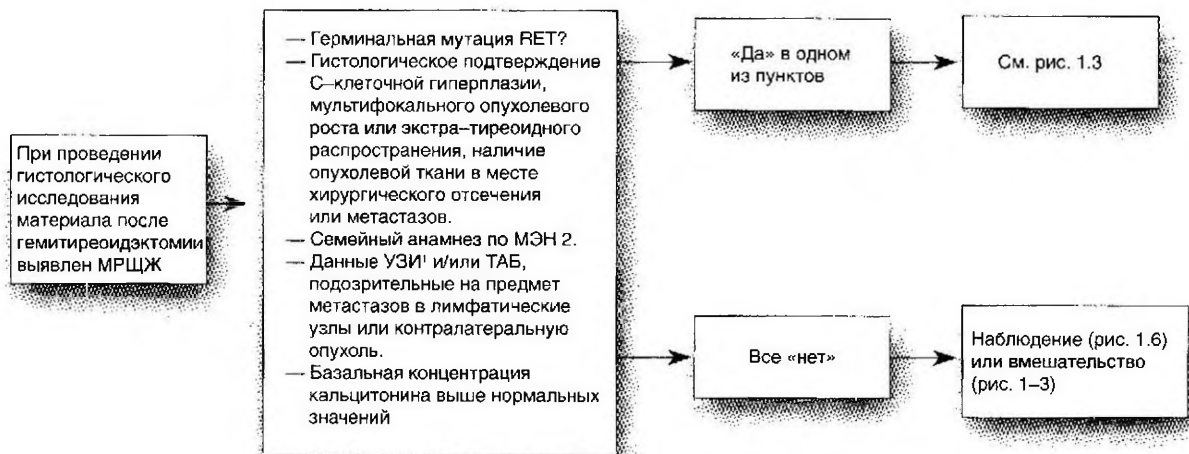 При проведении
гистологического
исследования
материала после
гемитиреоидэктомии
выявлен МРЩЖ
— Герминальная мутация RET?
— Гистологическое подтверждение
С–клеточной гиперплазии,
мультифокального опухолевого
роста или экстра–тиреоидного
распространения, наличие
опухолевой ткани в месте
хирургического отсечения
или метастазов.
— Семейный анамнез по МЭН 2.
— Данные УЗИ¹ и/или ТАБ,
подозрительные на предмет
метастазов в лимфатические
узлы или контралатеральную
опухоль.
— Базальная концентрация
кальцитонина выше нормальных
значений
«Да» в одном
из пунктов
См. рис. 1.3
Все «нет»
Наблюдение (рис. 1.6)
или вмешательство
(рис. 1–3)